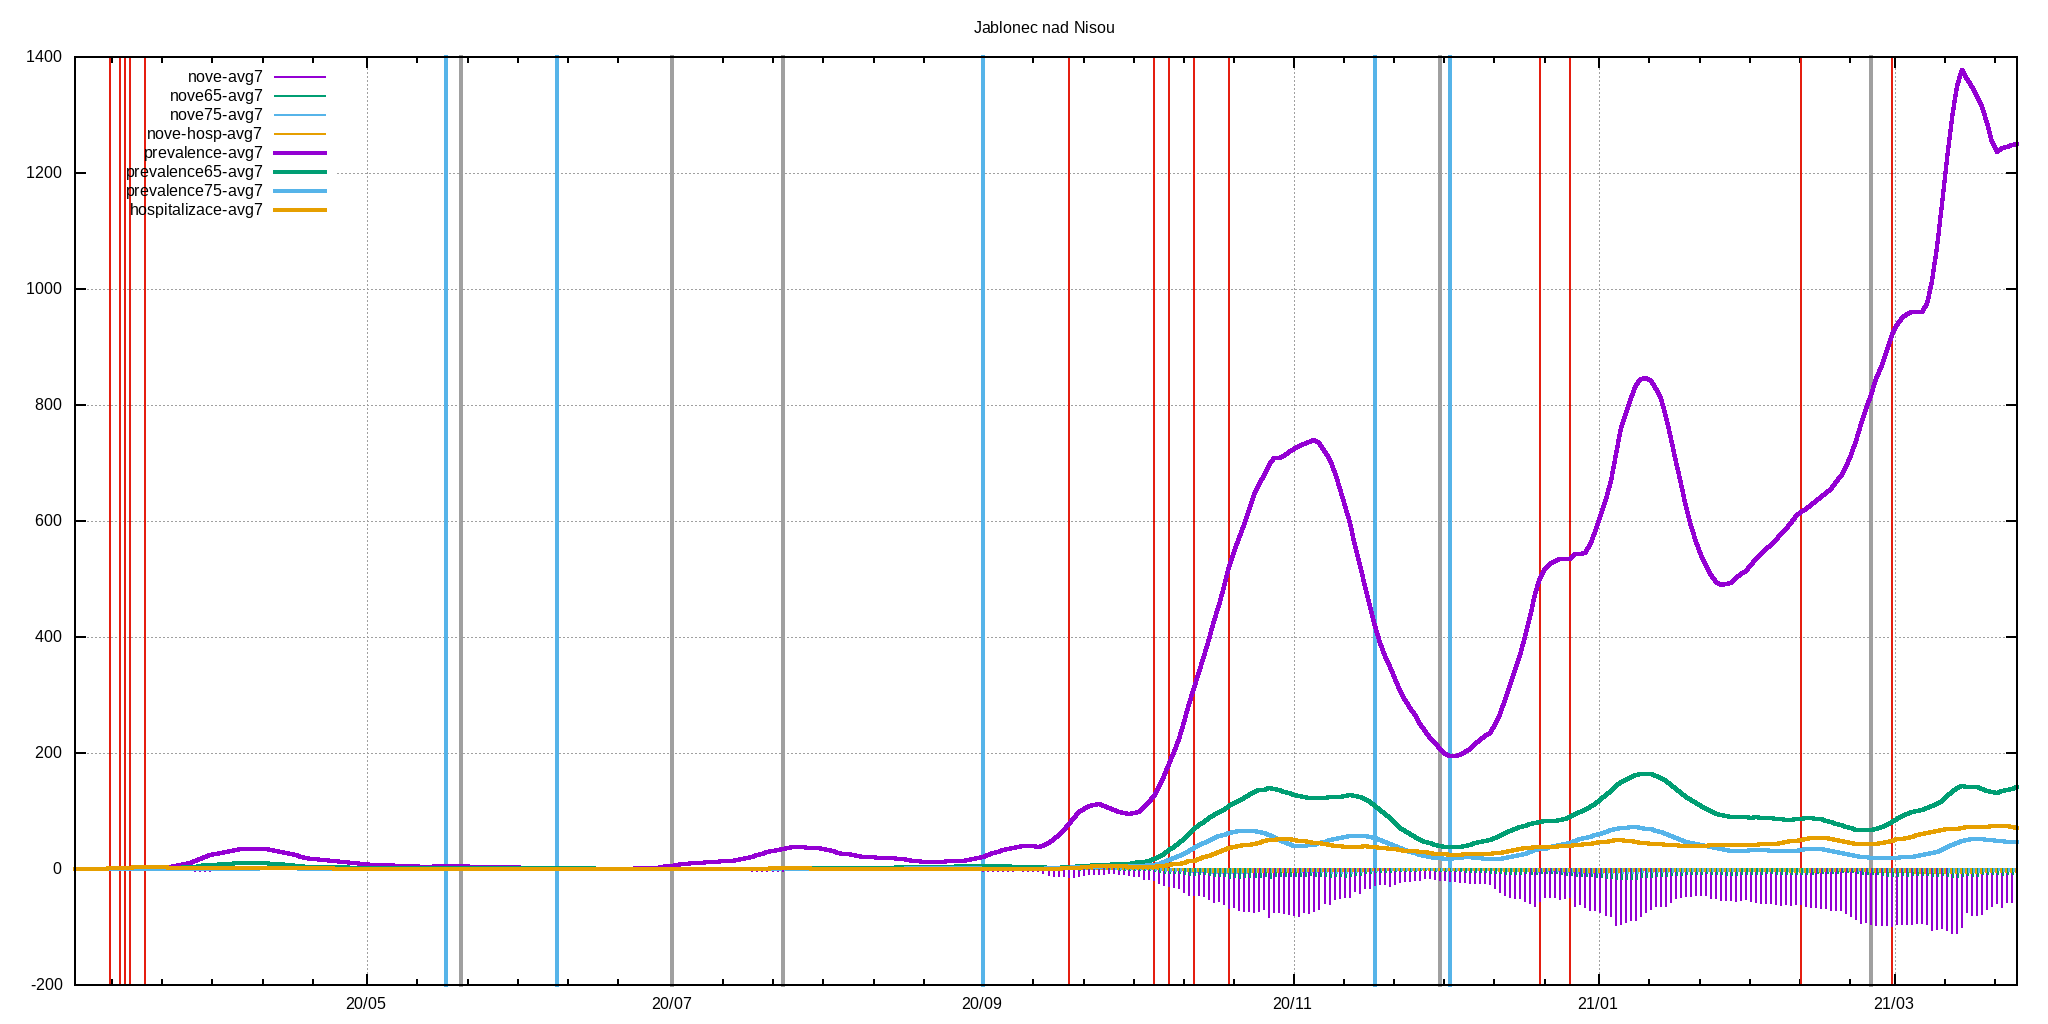 Jablonec nad Nisou
1400
1200
1000
800
600
400
200
0
-200
nove-avg7
nove65-avg7
nove75-avg7
nove-hosp-avg7
prevalence-avg7
prevalence65-avg7
prevalence75-avg7
hospitalizace-avg7
20/05 20/07 20/09 20/11 21/01 21/03